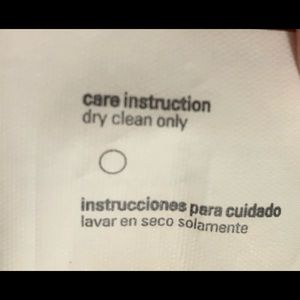 care instruction
dry clean only
instrucciones para cuidado
lavar en seco solamente